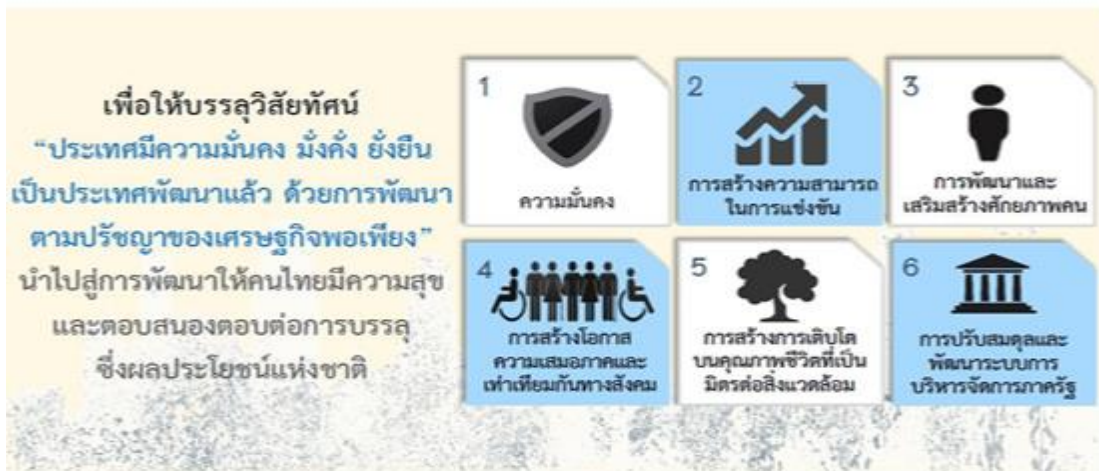 เพื่อให้บรรลุวิสัยทัศน์
“ประเทศมีความมั่นคง มั่งคั่ง ยั่งยืน
เป็นประเทศพัฒนาแล้ว ด้วยการพัฒนา
ตามปรัชญาของเศรษฐกิจพอเพียง”
นำไปสู่การพัฒนาให้คนไทยมีความสุข
และตอบสนองตอบต่อการบรรลุ
ซึ่งผลประโยชน์แห่งชาติ
1
ความมั่นคง
2
การสร้างความสามารถ
ในการแข่งขัน
3
การพัฒนาและ
เสริมสร้างศักยภาพคน
4
การสร้างโอกาส
ความเสมอภาคและ
เท่าเทียมกันทางสังคม
5
การสร้างการเติบโต
บนคุณภาพชีวิตที่เป็น
มิตรต่อสิ่งแวดล้อม
6
การปรับสมดุลและ
พัฒนาระบบการ
บริหารจัดการภาครัฐ